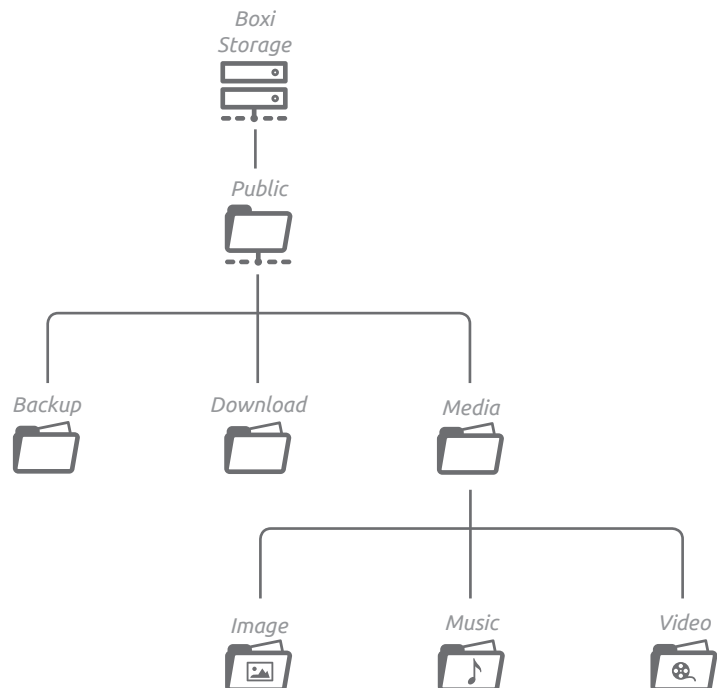 Boxi
Storage
Public
Backup
Download
Media
Image
Music
Video